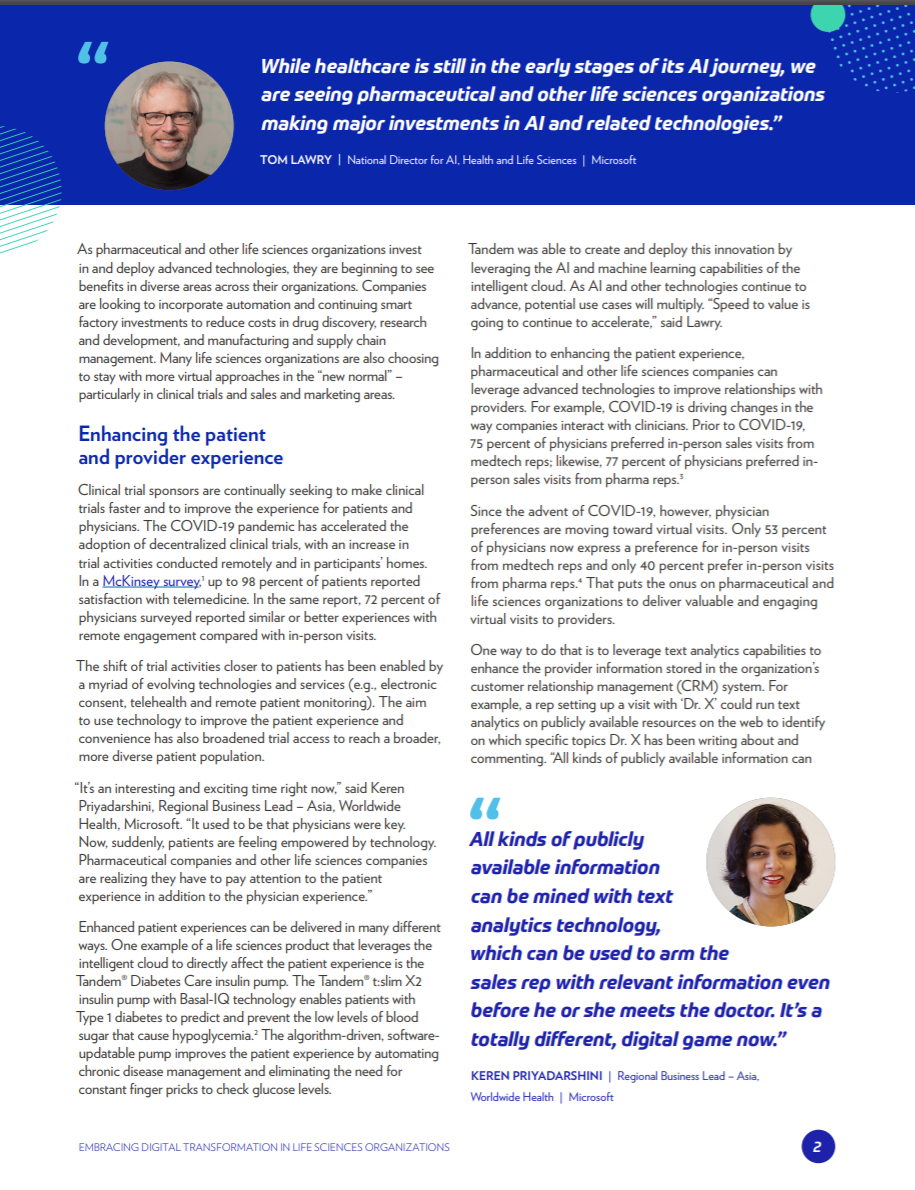 “
While healthcare is still in the early stages of its AI journey, we
are seeing pharmaceutical and other life sciences organizations
making major investments in AI and related technologies.”
TOM LAWRY | National Director for AI, Health and Life Sciences | Microsoft
As pharmaceutical and other life sciences organizations invest
in and deploy advanced technologies, they are beginning to see
benefits in diverse areas across their organizations. Companies
are looking to incorporate automation and continuing smart
factory investments to reduce costs in drug discovery, research
and development, and manufacturing and supply chain
management. Many life sciences organizations are also choosing
to stay with more virtual approaches in the “new normal” –
particularly in clinical trials and sales and marketing areas.
Enhancing the patient
and provider experience
Clinical trial sponsors are continually seeking to make clinical
trials faster and to improve the experience for patients and
physicians. The COVID-19 pandemic has accelerated the
adoption of decentralized clinical trials, with an increase in
trial activities conducted remotely and in participants’ homes.
In a McKinsey survey,¹ up to 98 percent of patients reported
satisfaction with telemedicine. In the same report, 72 percent of
physicians surveyed reported similar or better experiences with
remote engagement compared with in-person visits.
The shift of trial activities closer to patients has been enabled by
a myriad of evolving technologies and services (e.g., electronic
consent, telehealth and remote patient monitoring). The aim
to use technology to improve the patient experience and
convenience has also broadened trial access to reach a broader,
more diverse patient population.
“It’s an interesting and exciting time right now,” said Keren
Priyadarshini, Regional Business Lead – Asia, Worldwide
Health, Microsoft. “It used to be that physicians were key.
Now, suddenly, patients are feeling empowered by technology.
Pharmaceutical companies and other life sciences companies
are realizing they have to pay attention to the patient
experience in addition to the physician experience.”
Enhanced patient experiences can be delivered in many different
ways. One example of a life sciences product that leverages the
intelligent cloud to directly affect the patient experience is the
Tandem® Diabetes Care insulin pump. The Tandem® t:slim X2
insulin pump with Basal-IQ technology enables patients with
Type 1 diabetes to predict and prevent the low levels of blood
sugar that cause hypoglycemia.² The algorithm-driven, software-
updatable pump improves the patient experience by automating
chronic disease management and eliminating the need for
constant finger pricks to check glucose levels.
Tandem was able to create and deploy this innovation by
leveraging the AI and machine learning capabilities of the
intelligent cloud. As AI and other technologies continue to
advance, potential use cases will multiply. “Speed to value is
going to continue to accelerate,” said Lawry.
In addition to enhancing the patient experience,
pharmaceutical and other life sciences companies can
leverage advanced technologies to improve relationships with
providers. For example, COVID-19 is driving changes in the
way companies interact with clinicians. Prior to COVID-19,
75 percent of physicians preferred in-person sales visits from
medtech reps; likewise, 77 percent of physicians preferred in-
person sales visits from pharma reps.³
Since the advent of COVID-19, however, physician
preferences are moving toward virtual visits. Only 53 percent
of physicians now express a preference for in-person visits
from medtech reps and only 40 percent prefer in-person visits
from pharma reps.⁴ That puts the onus on pharmaceutical and
life sciences organizations to deliver valuable and engaging
virtual visits to providers.
One way to do that is to leverage text analytics capabilities to
enhance the provider information stored in the organization’s
customer relationship management (CRM) system. For
example, a rep setting up a visit with ‘Dr. X’ could run text
analytics on publicly available resources on the web to identify
on which specific topics Dr. X has been writing about and
commenting. “All kinds of publicly available information can
“
All kinds of publicly
available information
can be mined with text
analytics technology,
which can be used to arm the
sales rep with relevant information even
before he or she meets the doctor. It’s a
totally different, digital game now.”
KEREN PRIYADARSHINI | Regional Business Lead – Asia,
Worldwide Health | Microsoft
EMBRACING DIGITAL TRANSFORMATION IN LIFE SCIENCES ORGANIZATIONS
2